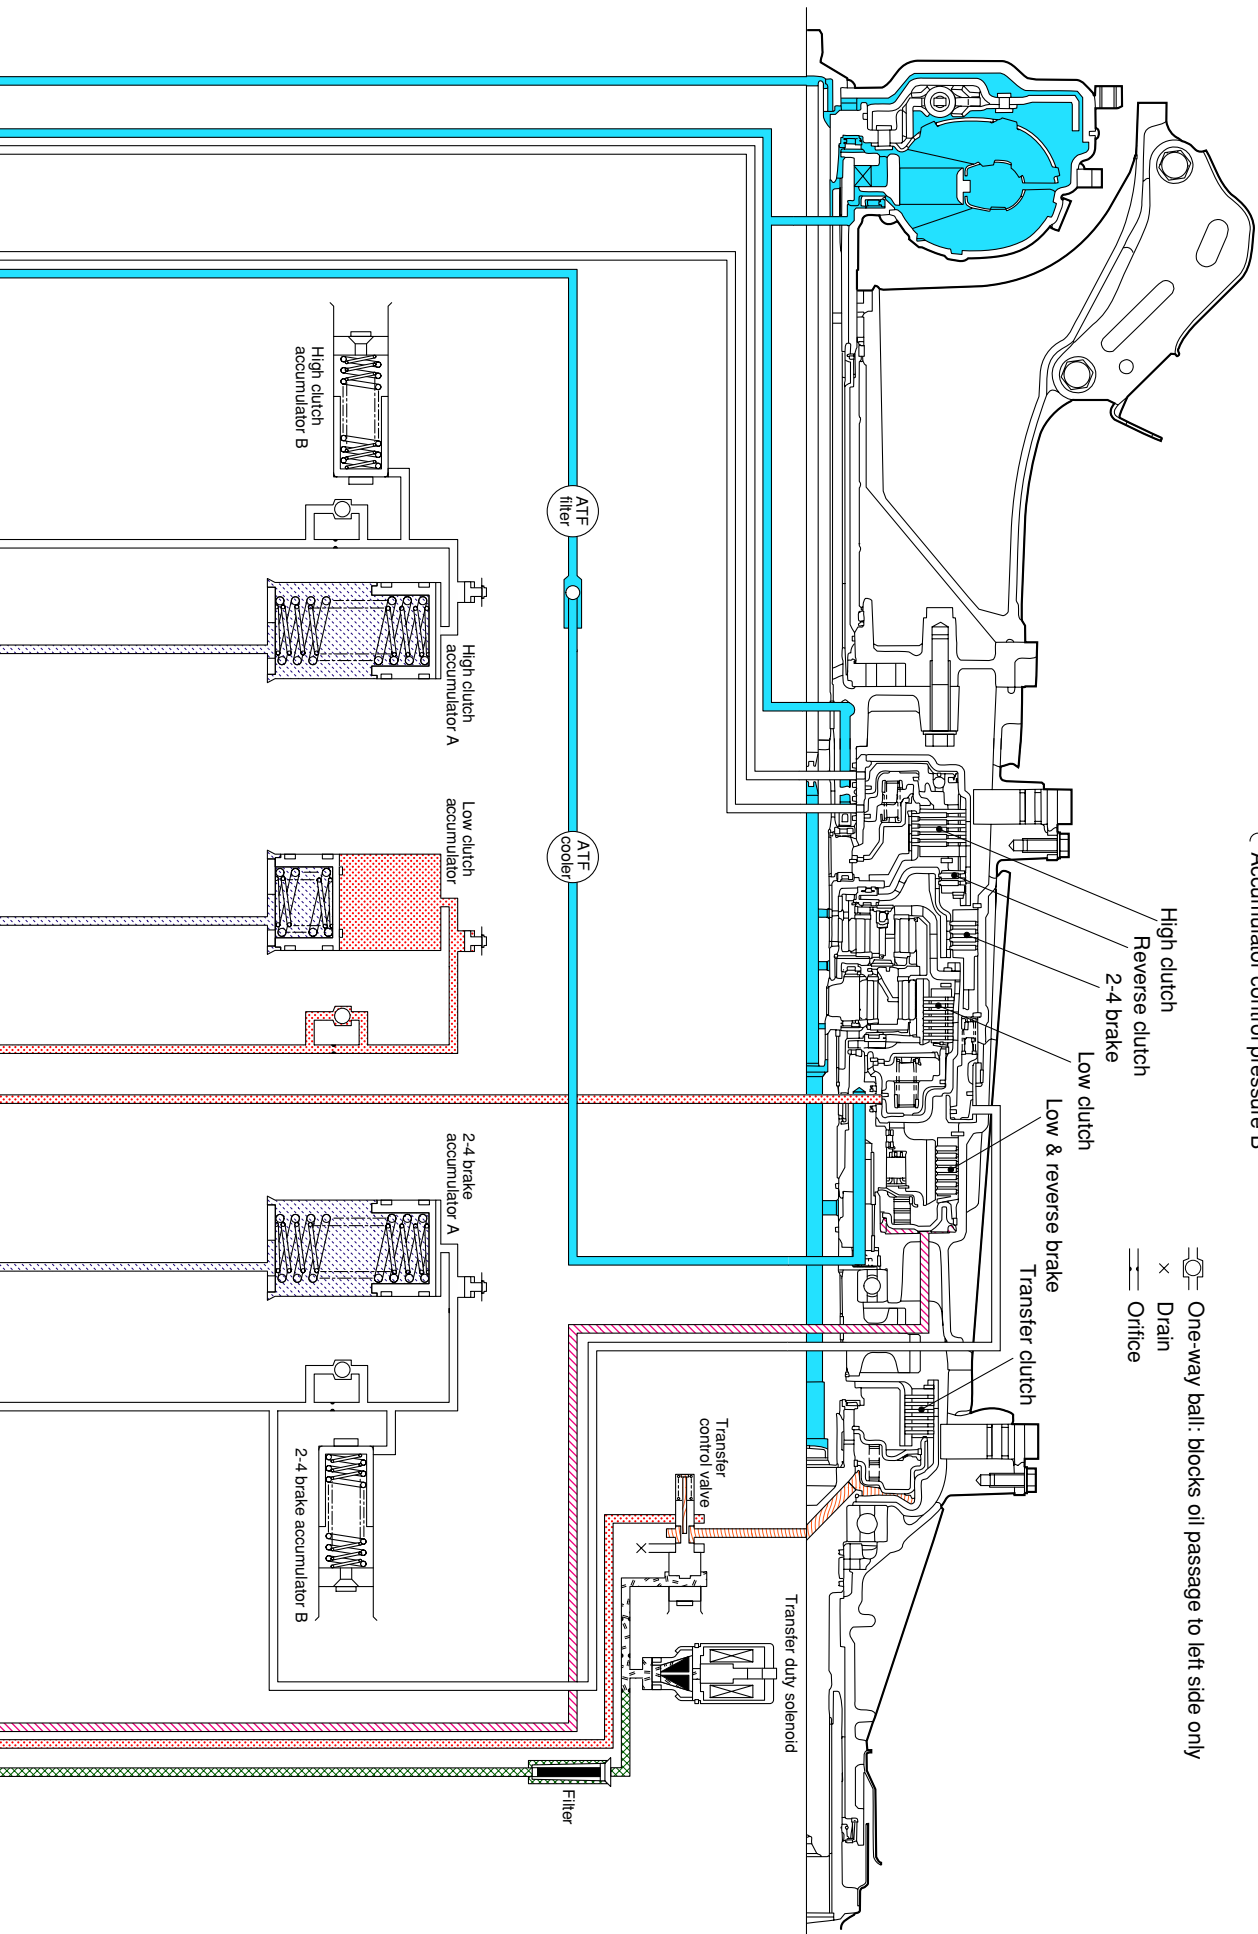 Accumulator control pressure B
One-way ball: blocks oil passage to left side only
Drain
Orifice
High clutch
Reverse clutch
2-4 brake
Low clutch
Low & reverse brake
Transfer clutch
High clutch
accumulator B
ATF
filter
High clutch
accumulator A
Low clutch
accumulator
ATF
cooler
2-4 brake
accumulator A
2-4 brake accumulator B
Transfer
control valve
Transfer duty solenoid
Filter